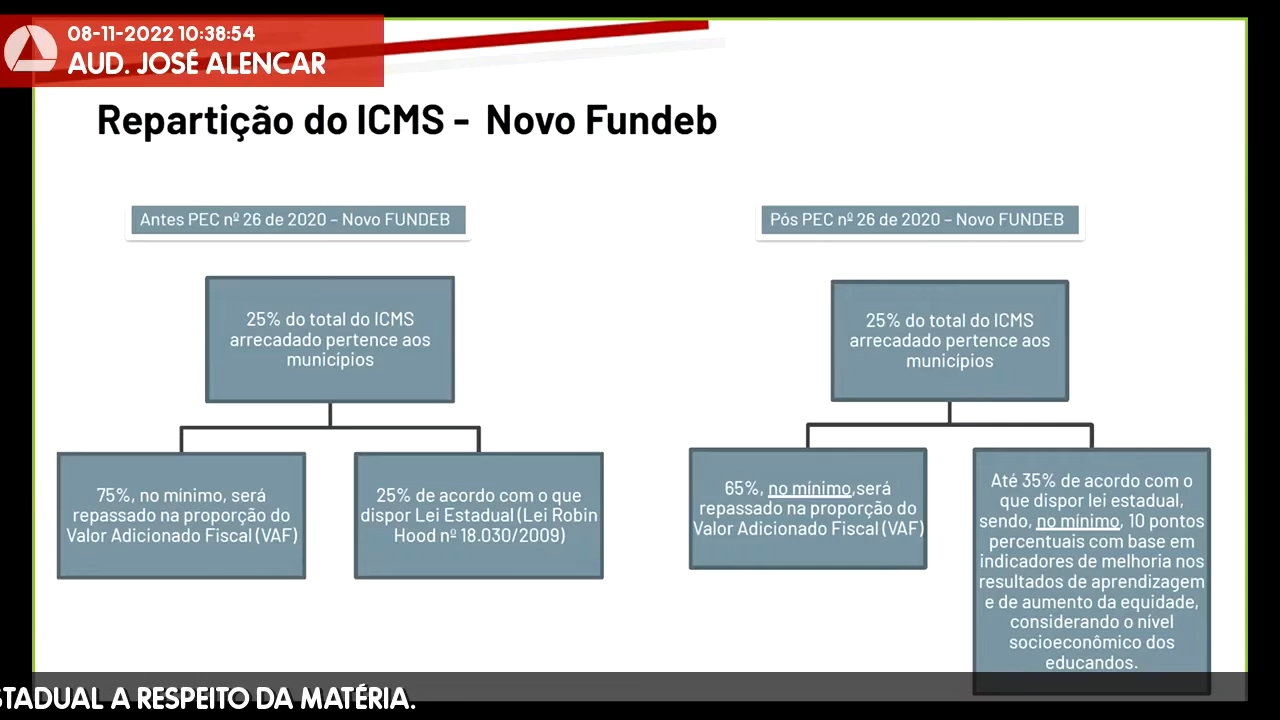 08-11-2022 10:38:54
AUD. JOSÉ ALENCAR
Repartição do ICMS - Novo Fundeb
Antes PEC nº 26 de 2020 – Novo FUNDEB
25% do total do ICMS
arrecadado pertence aos
municípios
75%, no mínimo, será
repassado na proporção do
Valor Adicionado Fiscal (VAF)
25% de acordo com o que
dispor Lei Estadual (Lei Robin
Hood nº 18.030/2009)
Pós PEC nº 26 de 2020 – Novo FUNDEB
25% do total do ICMS
arrecadado pertence aos
municípios
65%, no mínimo,será
repassado na proporção do
Valor Adicionado Fiscal (VAF)
Até 35% de acordo com o
que dispor lei estadual,
sendo, no mínimo, 10 pontos
percentuais com base em
indicadores de melhoria nos
resultados de aprendizagem
e de aumento da equidade,
considerando o nível
socioeconômico dos
educandos.
STADUAL A RESPEITO DA MATÉRIA.